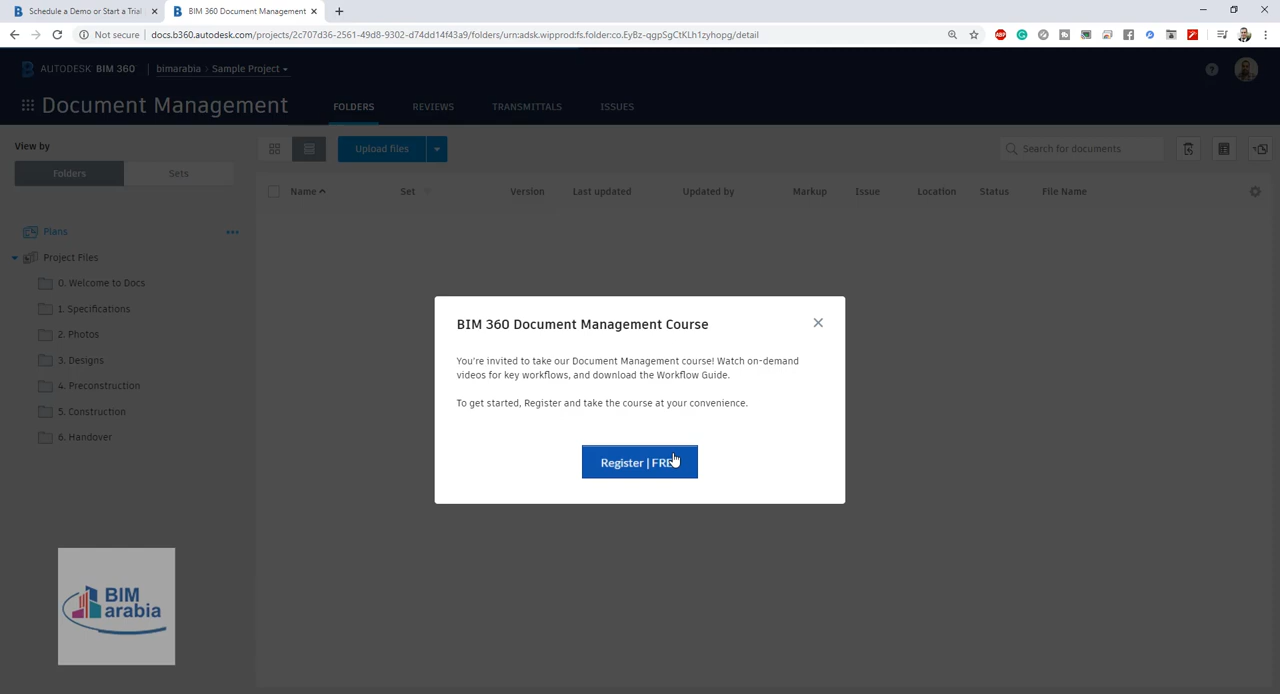 Schedule a Demo or Start a Trial
BIM 360 Document Management
Not secure
docs.b360.autodesk.com/projects/2c707d36-2561-49d8-9302-d74dd14f43a9/folders/urn:adsk.wipprod:fs.folder:co.EyBz-qgpSgCtKLh1zyhopg/detail
AUTODESK BIM 360
bimarabia > Sample Project
Document Management
FOLDERS
REVIEWS
TRANSMITTALS
ISSUES
View by
Folders
Sets
Upload files
Search for documents
Name
Set
Version
Last updated
Updated by
Markup
Issue
Location
Status
File Name
Plans
Project Files
0. Welcome to Docs
1. Specifications
2. Photos
3. Designs
4. Preconstruction
5. Construction
6. Handover
BIM 360 Document Management Course
You're invited to take our Document Management course! Watch on-demand
videos for key workflows, and download the Workflow Guide.
To get started, Register and take the course at your convenience.
Register | FRE
BIM
arabia